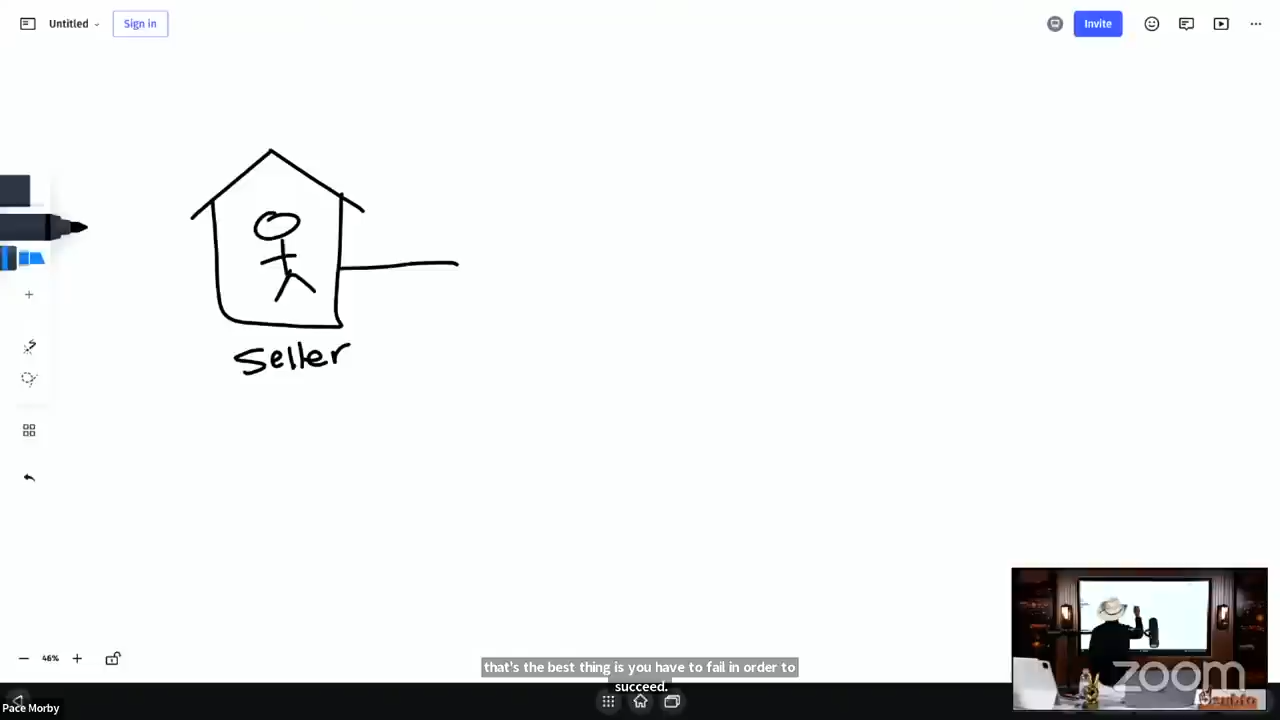 Untitled
Sign in
Invite
Seller
46%
that's the best thing is you have to fail in order to
succeed.
zoom
Pace Morby